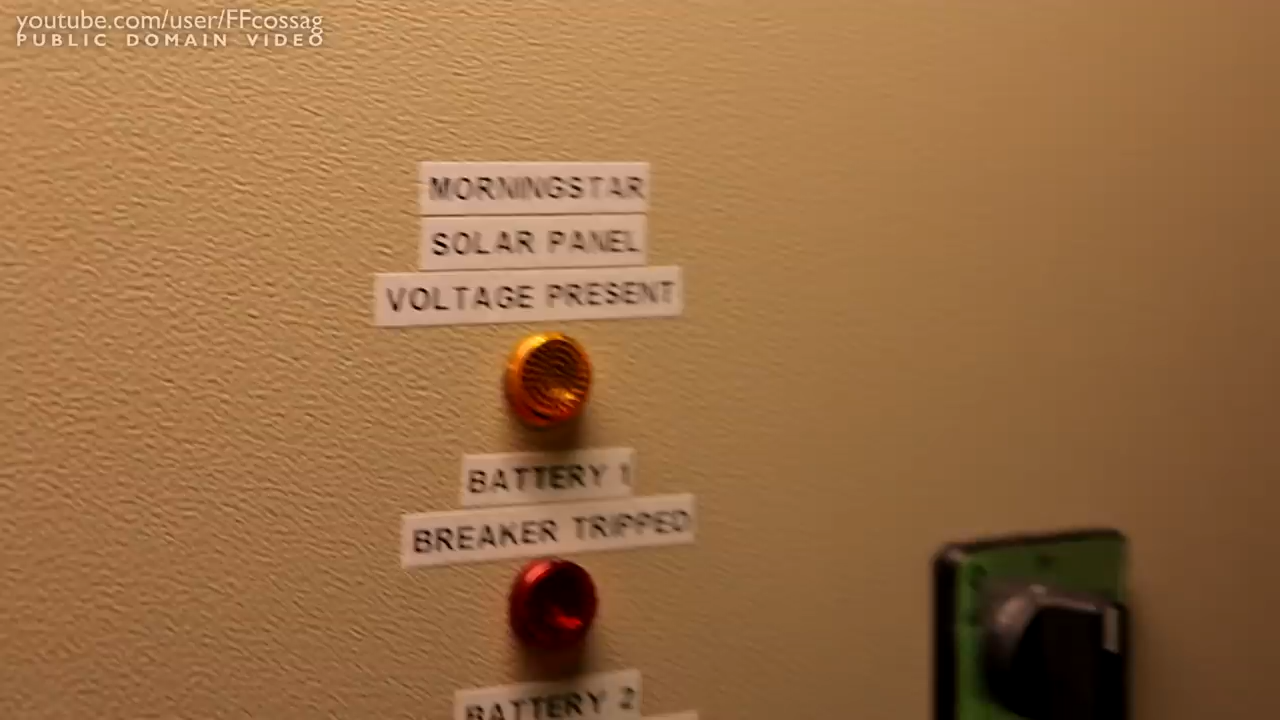 youtube.com/user/FFcossag
PUBLIC DOMAIN VIDEO
MORNINGSTAR
SOLAR PANEL
VOLTAGE PRESENT
BATTERY 1
BREAKER TRIPPED
BATTERY 2